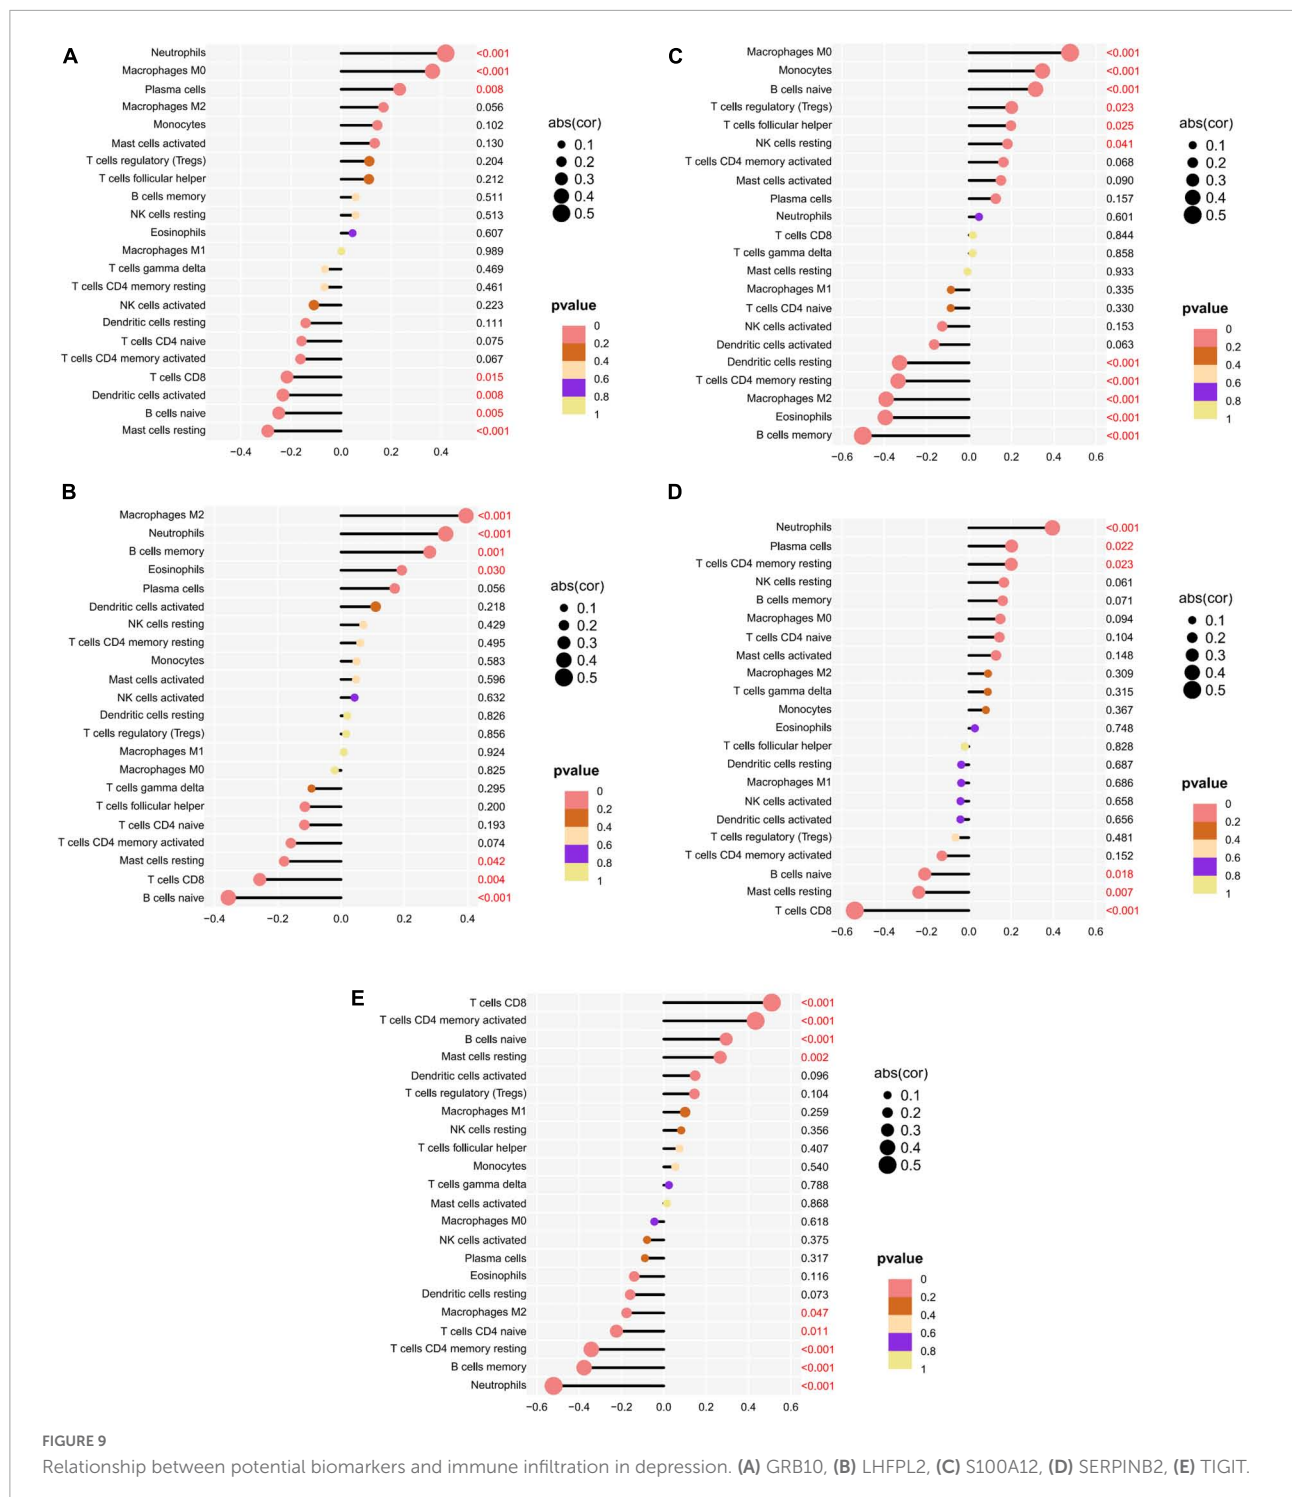 A
Neutrophils <0.001
Macrophages M0 <0.001
Plasma cells 0.008
Macrophages M2 0.056
Monocytes 0.102
Mast cells activated 0.130
T cells regulatory (Tregs) 0.204
T cells follicular helper 0.212
B cells memory 0.511
NK cells resting 0.513
Eosinophils 0.607
Macrophages M1 0.989
T cells gamma delta 0.469
T cells CD4 memory resting 0.461
NK cells activated 0.223
Dendritic cells resting 0.111
T cells CD4 naive 0.075
T cells CD4 memory activated 0.067
T cells CD8 0.015
Dendritic cells activated 0.008
B cells naive 0.005
Mast cells resting <0.001
−0.4 −0.2 0.0 0.2 0.4
abs(cor)
0.1
0.2
0.3
0.4
0.5
pvalue
0
0.2
0.4
0.6
0.8
1
C
Macrophages M0 <0.001
Monocytes <0.001
B cells naive <0.001
T cells regulatory (Tregs) 0.023
T cells follicular helper 0.025
NK cells resting 0.041
T cells CD4 memory activated 0.068
Mast cells activated 0.090
Plasma cells 0.157
Neutrophils 0.601
T cells CD8 0.844
T cells gamma delta 0.858
Mast cells resting 0.933
Macrophages M1 0.335
T cells CD4 naive 0.330
NK cells activated 0.153
Dendritic cells activated 0.063
Dendritic cells resting <0.001
T cells CD4 memory resting <0.001
Macrophages M2 <0.001
Eosinophils <0.001
B cells memory <0.001
−0.6 −0.4 −0.2 0.0 0.2 0.4 0.6
abs(cor)
0.1
0.2
0.3
0.4
0.5
pvalue
0
0.2
0.4
0.6
0.8
1
B
Macrophages M2 <0.001
Neutrophils <0.001
B cells memory 0.001
Eosinophils 0.030
Plasma cells 0.056
Dendritic cells activated 0.218
NK cells resting 0.429
T cells CD4 memory resting 0.495
Monocytes 0.583
Mast cells activated 0.596
NK cells activated 0.632
Dendritic cells resting 0.826
T cells regulatory (Tregs) 0.856
Macrophages M1 0.924
Macrophages M0 0.825
T cells gamma delta 0.295
T cells follicular helper 0.200
T cells CD4 naive 0.193
T cells CD4 memory activated 0.074
Mast cells resting 0.042
T cells CD8 0.004
B cells naive <0.001
−0.4 −0.2 0.0 0.2 0.4
abs(cor)
0.1
0.2
0.3
0.4
0.5
pvalue
0
0.2
0.4
0.6
0.8
1
D
Neutrophils <0.001
Plasma cells 0.022
T cells CD4 memory resting 0.023
NK cells resting 0.061
B cells memory 0.071
Macrophages M0 0.094
T cells CD4 naive 0.104
Mast cells activated 0.148
Macrophages M2 0.309
T cells gamma delta 0.315
Monocytes 0.367
Eosinophils 0.748
T cells follicular helper 0.828
Dendritic cells resting 0.687
Macrophages M1 0.686
NK cells activated 0.658
Dendritic cells activated 0.656
T cells regulatory (Tregs) 0.481
T cells CD4 memory activated 0.152
B cells naive 0.018
Mast cells resting 0.007
T cells CD8 <0.001
−0.6 −0.4 −0.2 0.0 0.2 0.4 0.6
abs(cor)
0.1
0.2
0.3
0.4
0.5
pvalue
0
0.2
0.4
0.6
0.8
1
E
T cells CD8 <0.001
T cells CD4 memory activated <0.001
B cells naive <0.001
Mast cells resting 0.002
Dendritic cells activated 0.096
T cells regulatory (Tregs) 0.104
Macrophages M1 0.259
NK cells resting 0.356
T cells follicular helper 0.407
Monocytes 0.540
T cells gamma delta 0.788
Mast cells activated 0.868
Macrophages M0 0.618
NK cells activated 0.375
Plasma cells 0.317
Eosinophils 0.116
Dendritic cells resting 0.073
Macrophages M2 0.047
T cells CD4 naive 0.011
T cells CD4 memory resting <0.001
B cells memory <0.001
Neutrophils <0.001
−0.6 −0.4 −0.2 0.0 0.2 0.4 0.6
abs(cor)
0.1
0.2
0.3
0.4
0.5
pvalue
0
0.2
0.4
0.6
0.8
1
FIGURE 9
Relationship between potential biomarkers and immune infiltration in depression. (A) GRB10, (B) LHFPL2, (C) S100A12, (D) SERPINB2, (E) TIGIT.